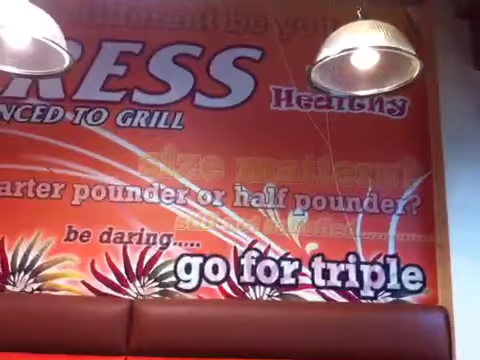 RESS
Healthy
NCED TO GRILL
size matters!
arter pounder or half pounder?
be daring.....
go for triple